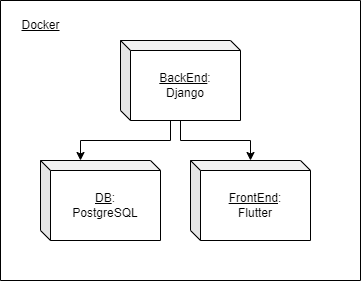 Docker
BackEnd:
Django
DB:
PostgreSQL
FrontEnd:
Flutter